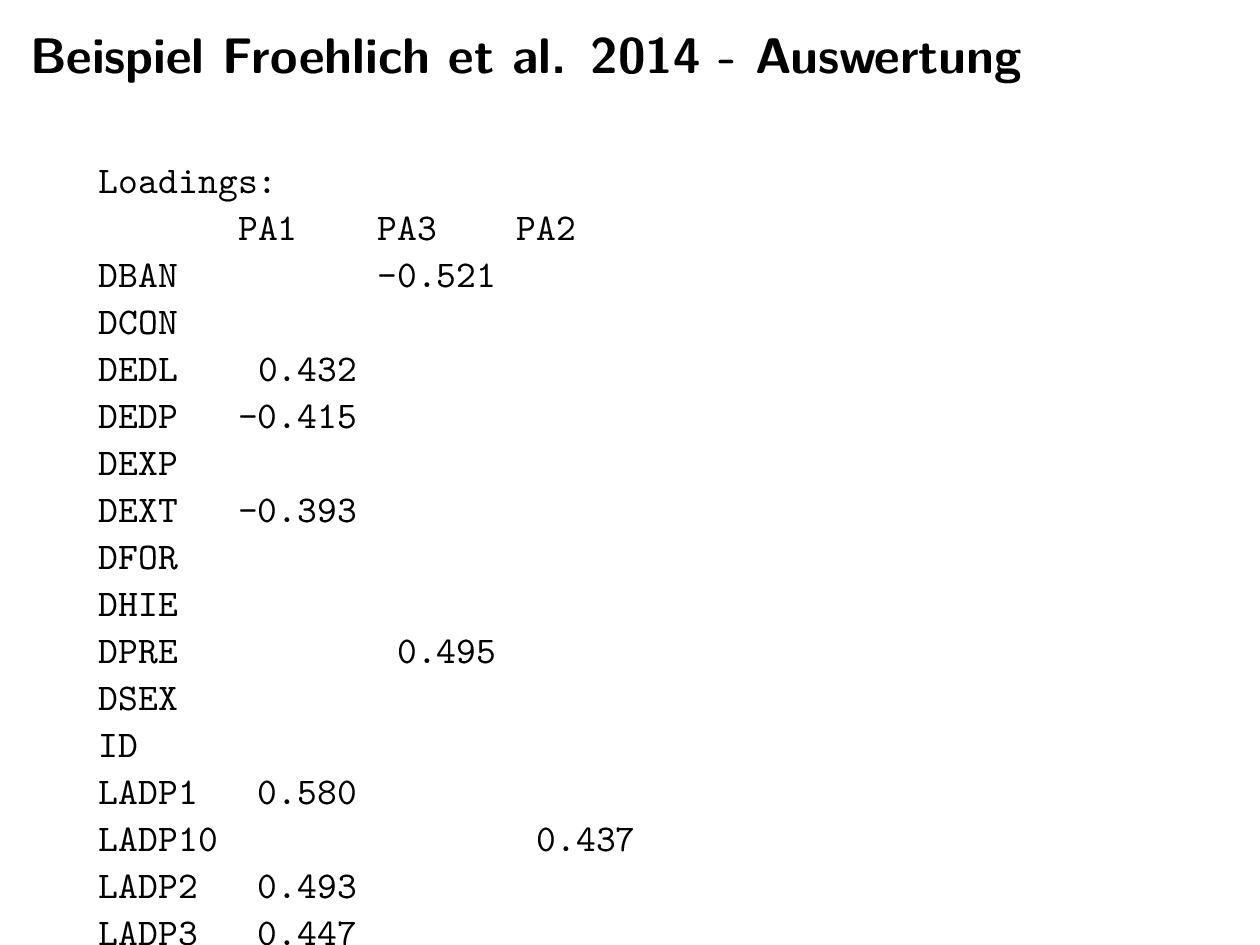 Beispiel Froehlich et al. 2014 - Auswertung
Loadings:
PA1 PA3 PA2
DBAN -0.521
DCON
DEDL 0.432
DEDP -0.415
DEXP
DEXT -0.393
DFOR
DHIE
DPRE 0.495
DSEX
ID
LADP1 0.580
LADP10 0.437
LADP2 0.493
LADP3 0.447